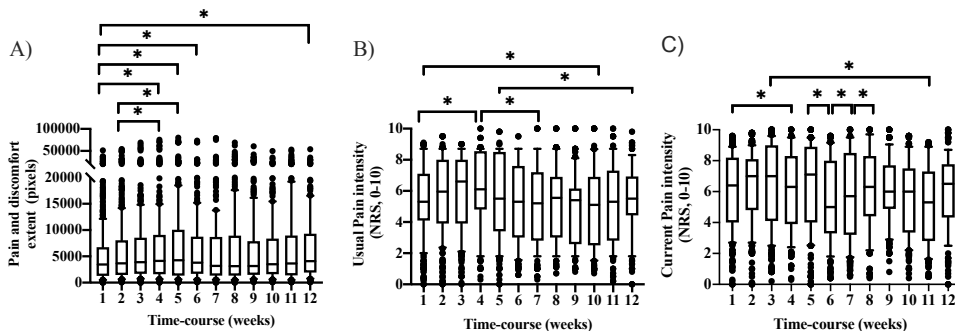 A)
* * * * * *
Pain and discomfort
extent (pixels)
100000
50000
20000
15000
10000
5000
0
1 2 3 4 5 6 7 8 9 10 11 12
Time-course (weeks)
B)
* * * *
Usual Pain intensity
(NRS, 0-10)
10
8
6
4
2
0
1 2 3 4 5 6 7 8 9 10 11 12
Time-course (weeks)
C)
* * * * *
Current Pain intensity
(NRS, 0-10)
10
8
6
4
2
0
1 2 3 4 5 6 7 8 9 10 11 12
Time-course (weeks)